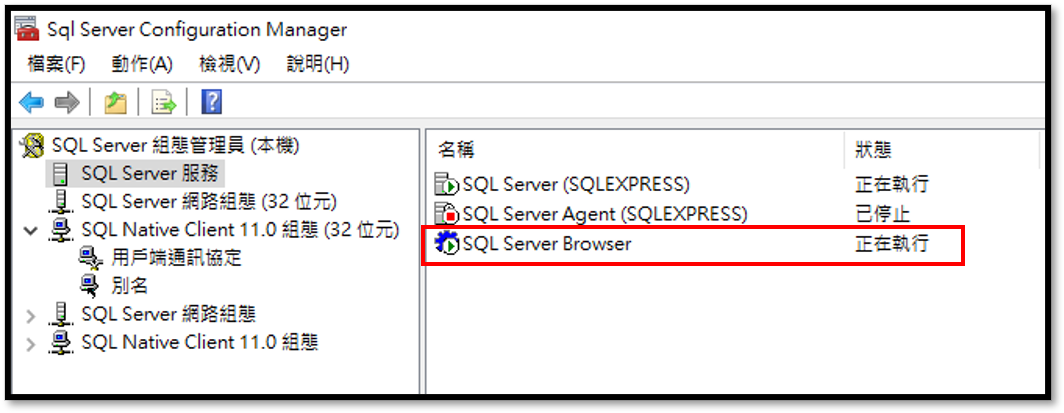 Sql Server Configuration Manager
檔案(F) 動作(A) 檢視(V) 說明(H)
SQL Server 組態管理員 (本機)
SQL Server 服務
SQL Server 網路組態 (32 位元)
SQL Native Client 11.0 組態 (32 位元)
用戶端通訊協定
別名
SQL Server 網路組態
SQL Native Client 11.0 組態
名稱 狀態
SQL Server (SQLEXPRESS) 正在執行
SQL Server Agent (SQLEXPRESS) 已停止
SQL Server Browser 正在執行